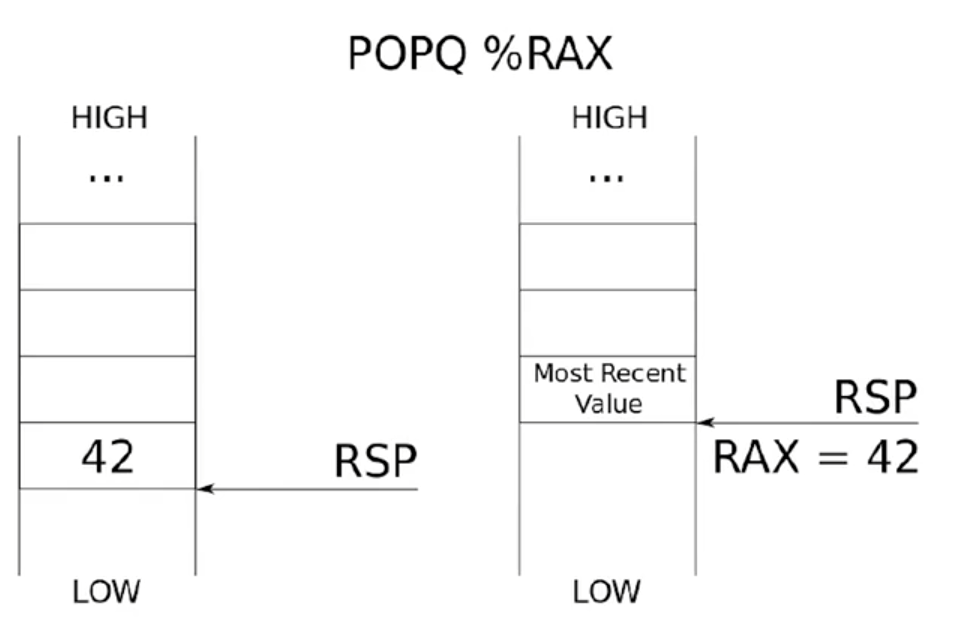 POPQ %RAX
HIGH
...
42
RSP
LOW
HIGH
...
Most Recent
Value
RSP
RAX = 42
LOW